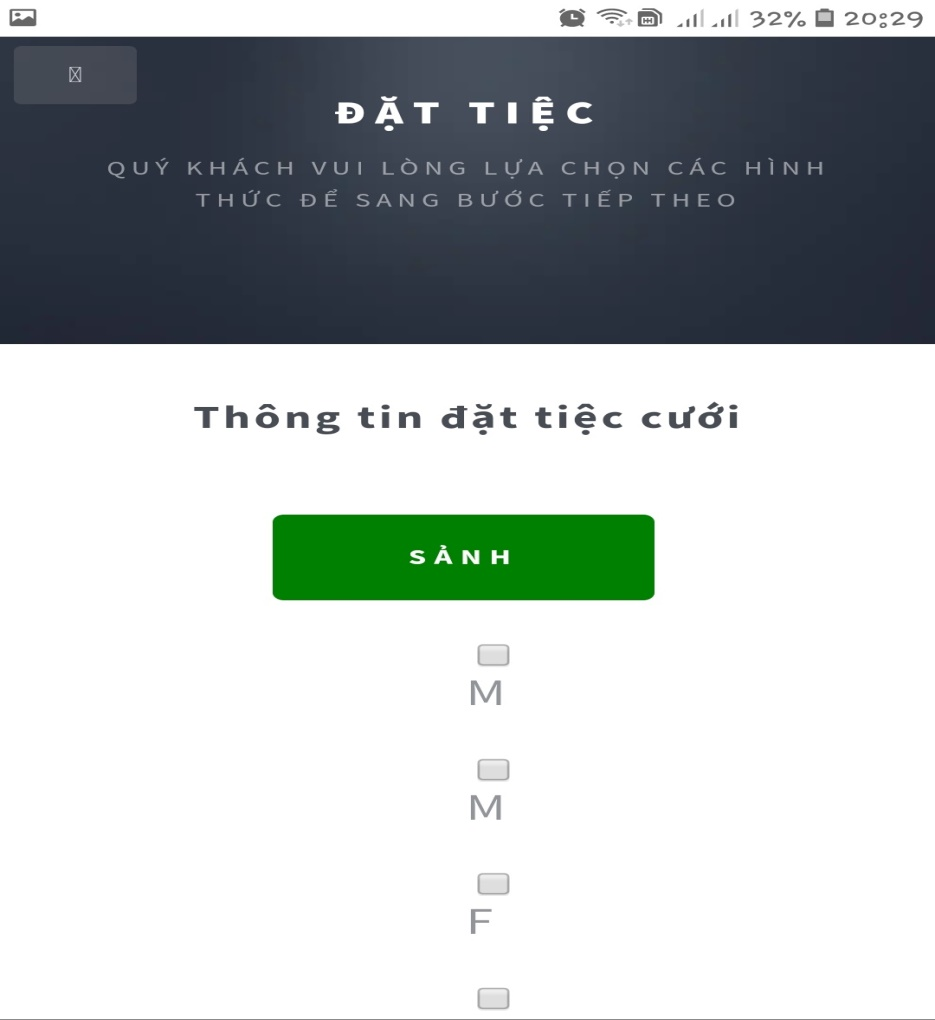 32% 20:29
ĐẶT TIỆC
QUÝ KHÁCH VUI LÒNG LỰA CHỌN CÁC HÌNH
THỨC ĐỂ SANG BƯỚC TIẾP THEO
Thông tin đặt tiệc cưới
SẢNH
M
M
F